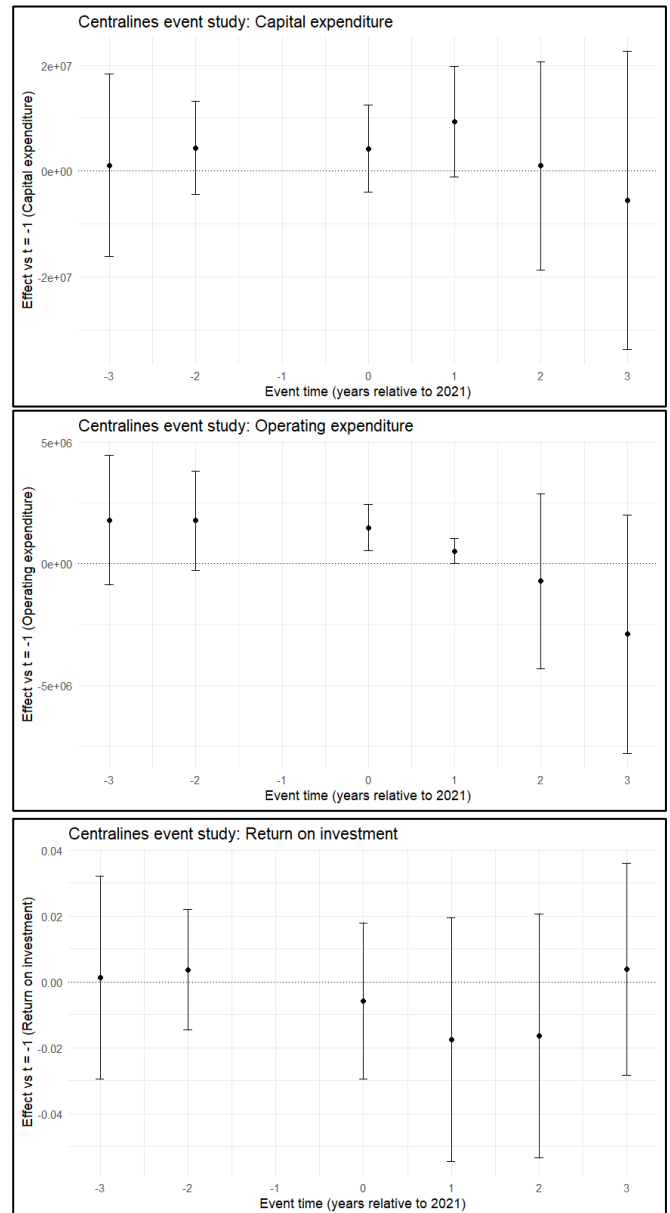 Centralines event study: Capital expenditure
Effect vs t = -1 (Capital expenditure)
2e+07
0e+00
-2e+07
-3 -2 -1 0 1 2 3
Event time (years relative to 2021)
Centralines event study: Operating expenditure
Effect vs t = -1 (Operating expenditure)
5e+06
0e+00
-5e+06
-3 -2 -1 0 1 2 3
Event time (years relative to 2021)
Centralines event study: Return on investment
Effect vs t = -1 (Return on investment)
0.04
0.02
0.00
-0.02
-0.04
-3 -2 -1 0 1 2 3
Event time (years relative to 2021)